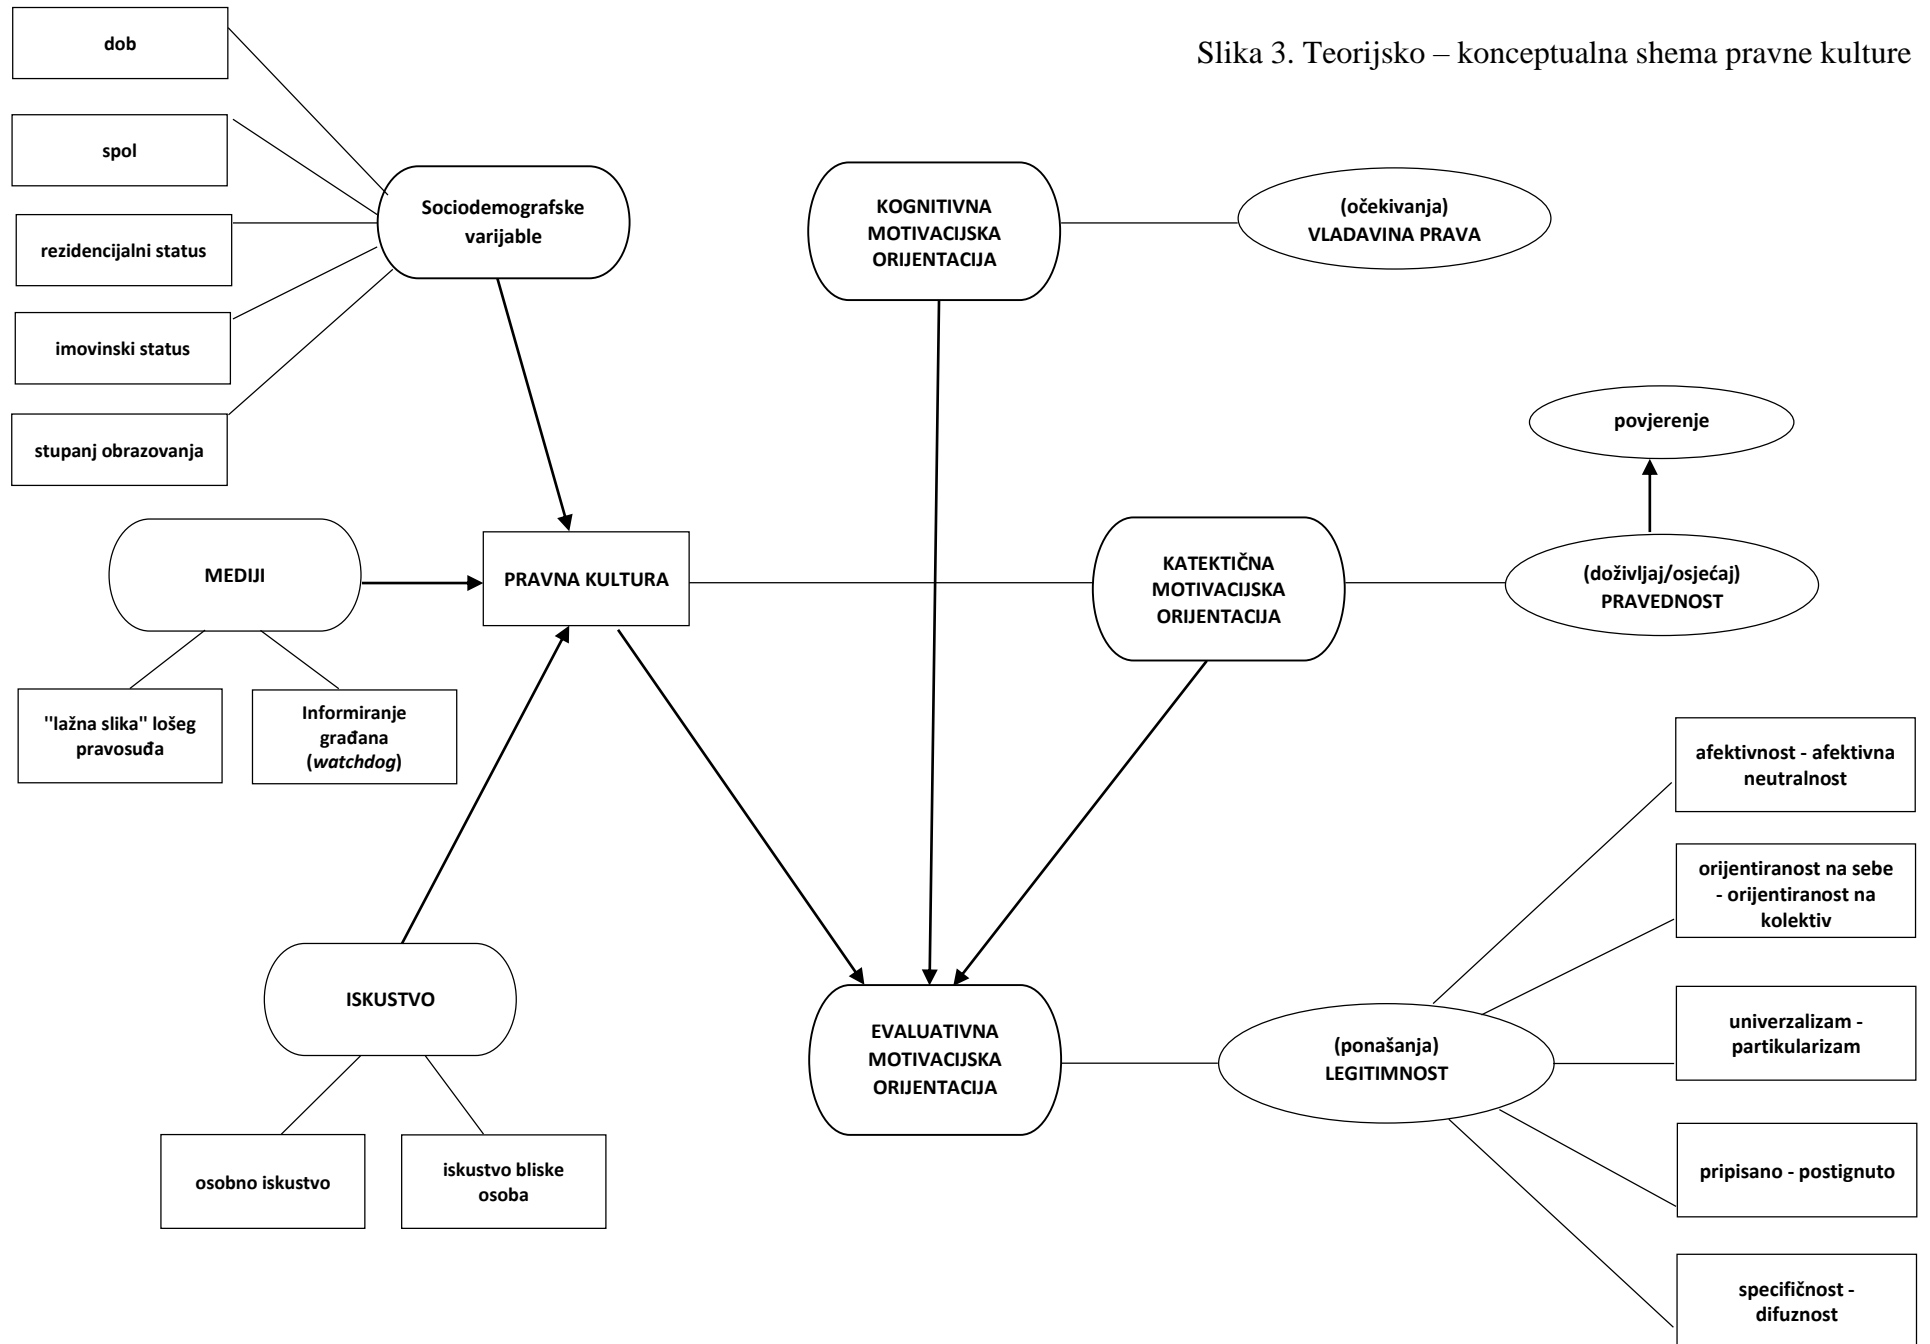 Slika 3. Teorijsko – konceptualna shema pravne kulture
dob
spol
rezidencijalni status
imovinski status
stupanj obrazovanja
Sociodemografske
varijable
KOGNITIVNA
MOTIVACIJSKA
ORIJENTACIJA
(očekivanja)
VLADAVINA PRAVA
povjerenje
MEDIJI
PRAVNA KULTURA
KATEKTIČNA
MOTIVACIJSKA
ORIJENTACIJA
(doživljaj/osjećaj)
PRAVEDNOST
"lažna slika" lošeg
pravosuđa
Informiranje
građana
(watchdog)
ISKUSTVO
osobno iskustvo
iskustvo bliske
osoba
EVALUATIVNA
MOTIVACIJSKA
ORIJENTACIJA
(ponašanja)
LEGITIMNOST
afektivnost - afektivna
neutralnost
orijentiranost na sebe
- orijentiranost na
kolektiv
univerzalizam -
partikularizam
pripisano - postignuto
specifičnost -
difuznost